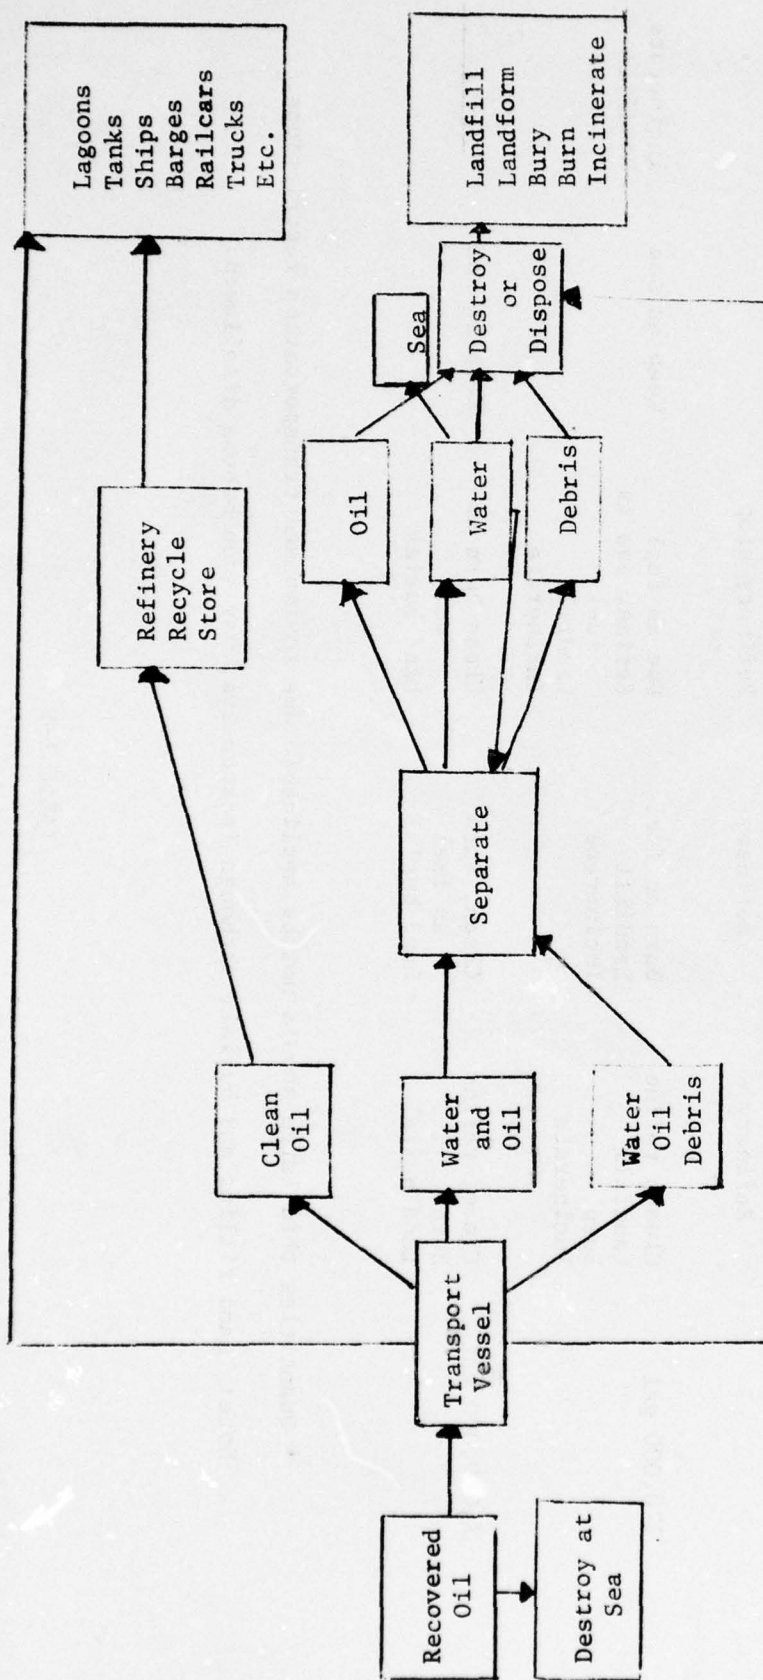 Recovered
Oil
Destroy at
Sea
Transport
Vessel
Clean
Oil
Water
and
Oil
Water
Oil
Debris
Separate
Refinery
Recycle
Store
Oil
Water
Debris
Sea
Destroy
or
Dispose
Lagoons
Tanks
Ships
Barges
Railcars
Trucks
Etc.
Landfill
Landform
Bury
Burn
Incinerate